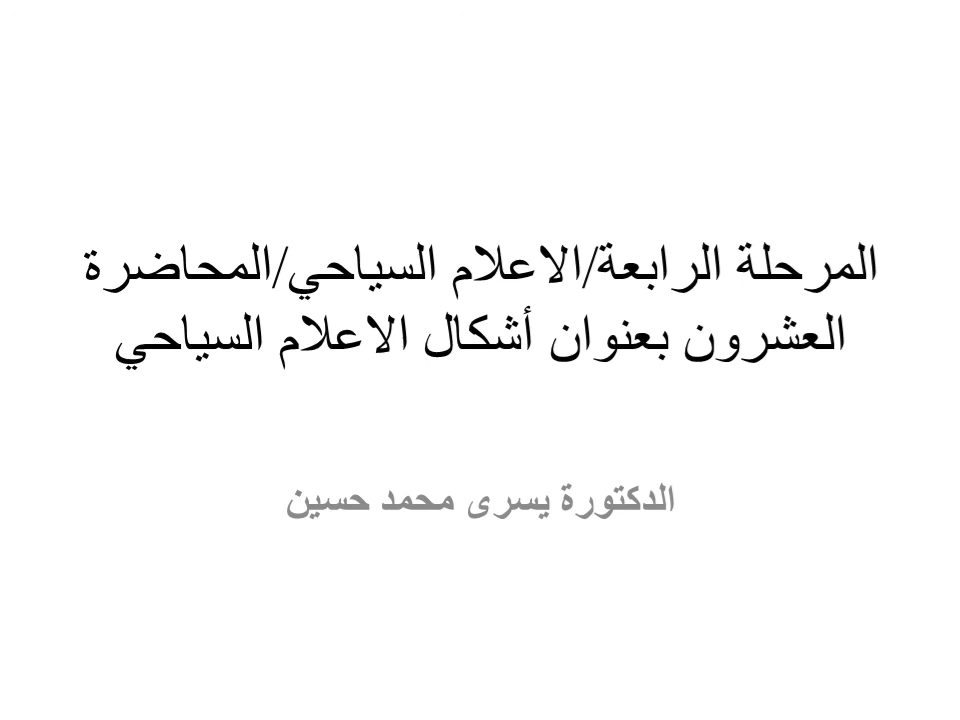 المرحلة الرابعة/الاعلام السياحي/المحاضرة
العشرون بعنوان أشكال الاعلام السياحي
الدكتورة يسرى محمد حسين